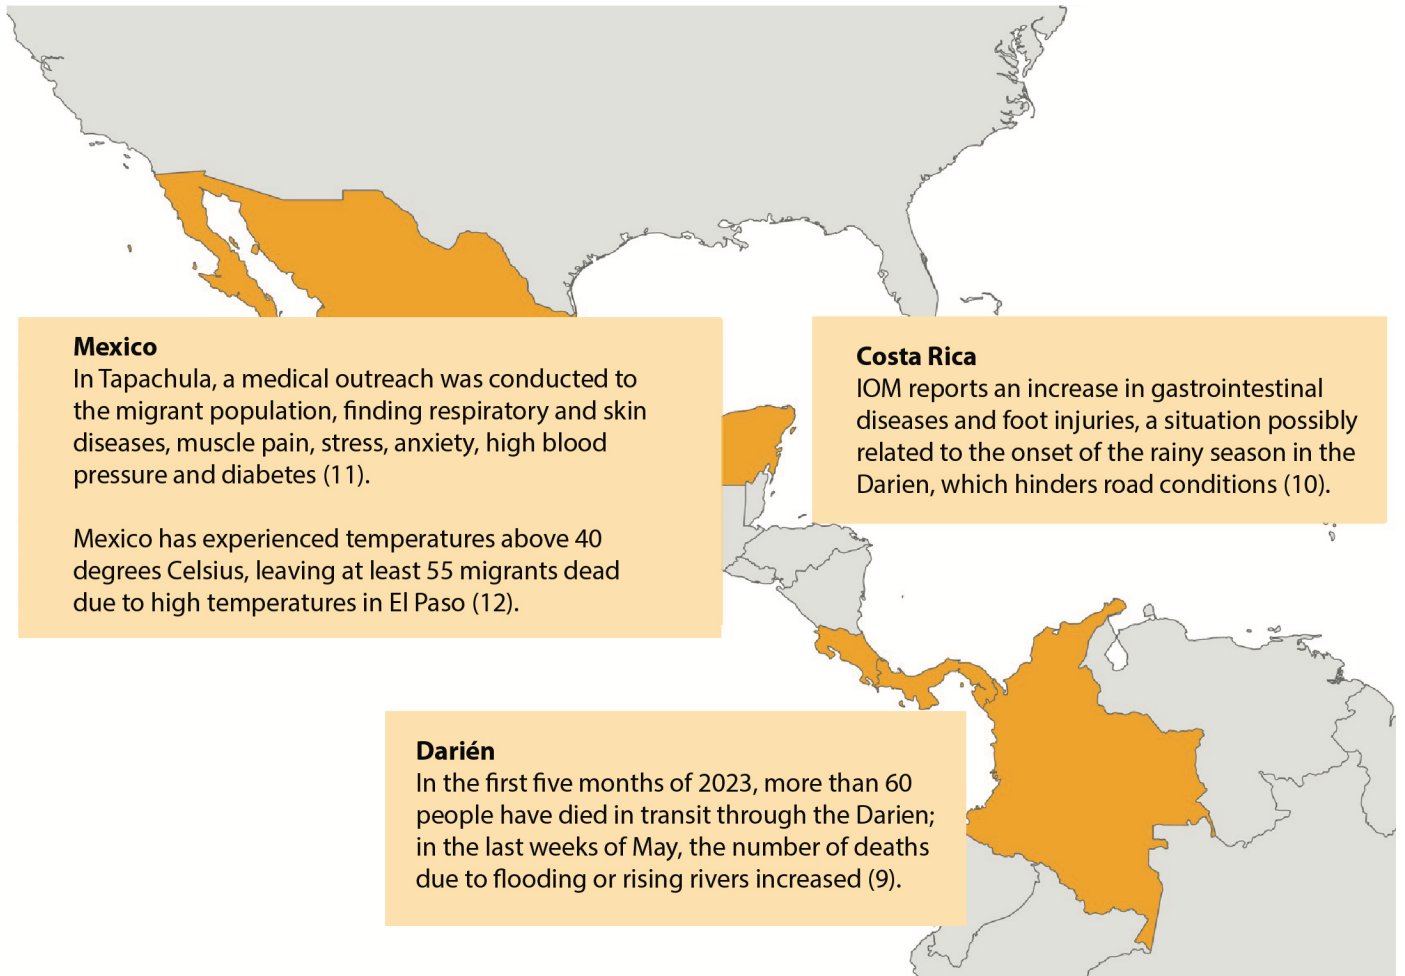 Mexico
In Tapachula, a medical outreach was conducted to
the migrant population, finding respiratory and skin
diseases, muscle pain, stress, anxiety, high blood
pressure and diabetes (11).
Mexico has experienced temperatures above 40
degrees Celsius, leaving at least 55 migrants dead
due to high temperatures in El Paso (12).
Costa Rica
IOM reports an increase in gastrointestinal
diseases and foot injuries, a situation possibly
related to the onset of the rainy season in the
Darien, which hinders road conditions (10).
Darién
In the first five months of 2023, more than 60
people have died in transit through the Darien;
in the last weeks of May, the number of deaths
due to flooding or rising rivers increased (9).